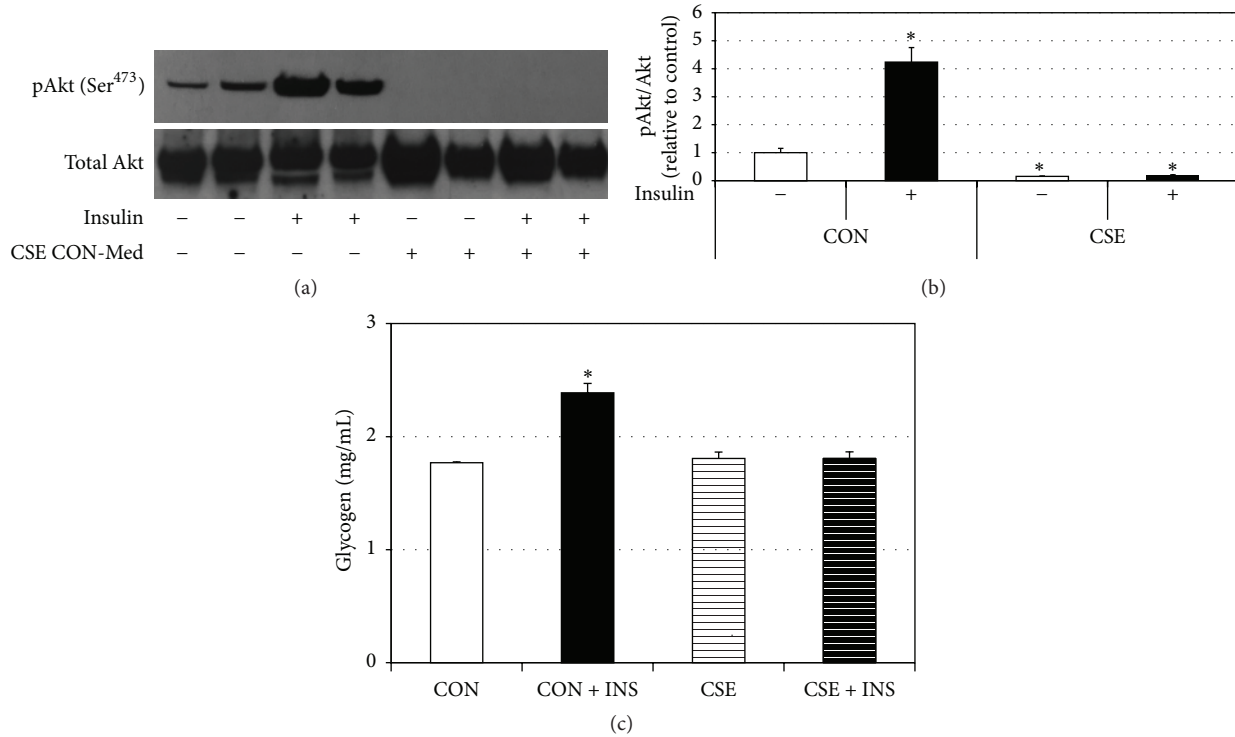 pAkt (Ser473)
Total Akt
Insulin − − + + − − + +
CSE CON-Med − − − − + + + +
(a)
pAkt/Akt
(relative to control)
6
5
4
3
2
1
0
*
*
*
Insulin − + − +
CON CSE
(b)
Glycogen (mg/mL)
3
2
1
0
*
CON CON + INS CSE CSE + INS
(c)